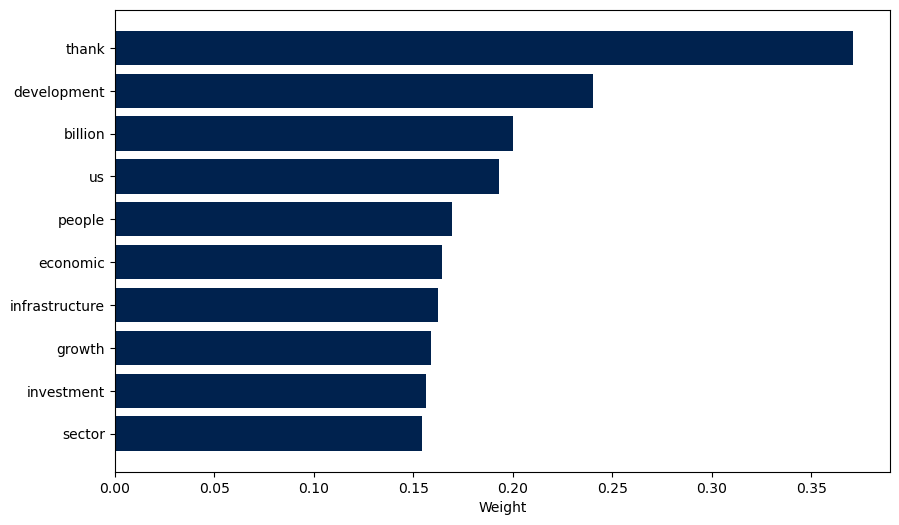 thank
development
billion
us
people
economic
infrastructure
growth
investment
sector
0.00 0.05 0.10 0.15 0.20 0.25 0.30 0.35
Weight